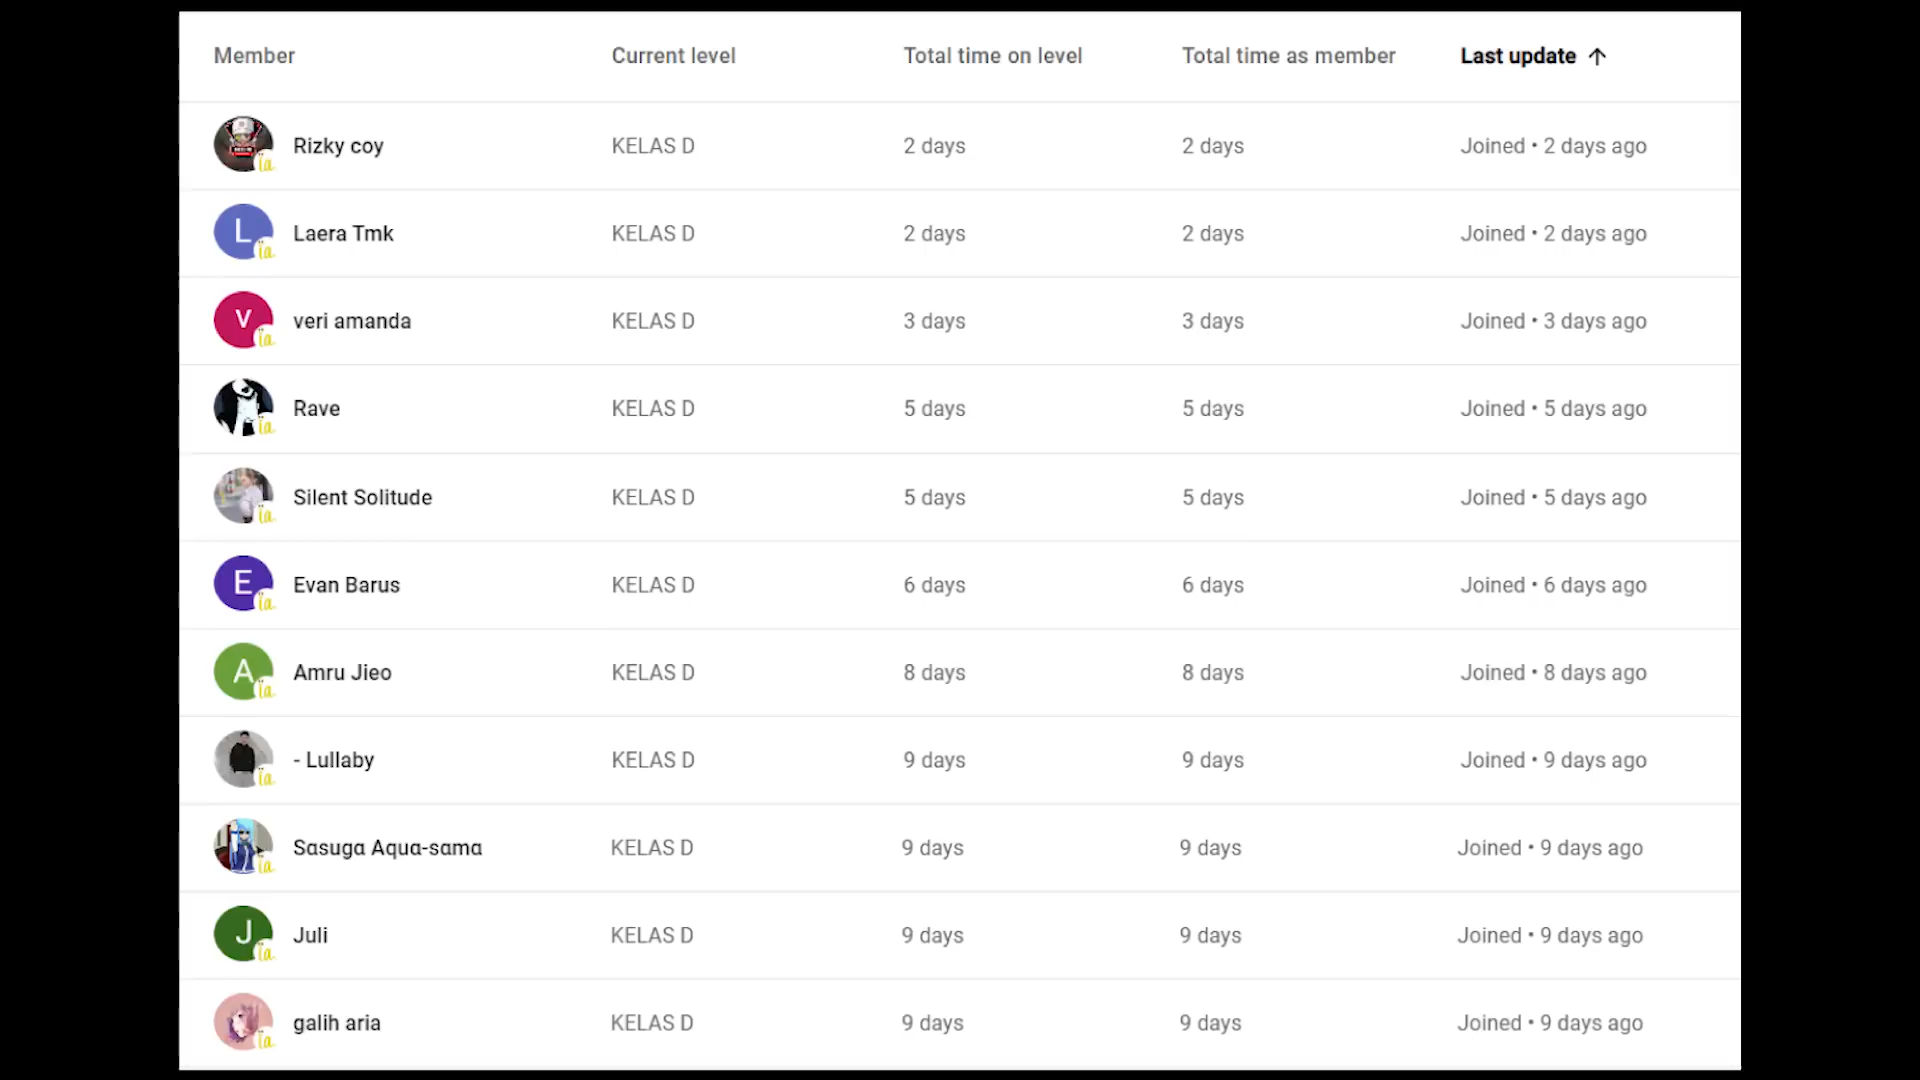 Member Current level Total time on level Total time as member Last update ↑
Rizky coy KELAS D 2 days 2 days Joined • 2 days ago
L Laera Tmk KELAS D 2 days 2 days Joined • 2 days ago
V veri amanda KELAS D 3 days 3 days Joined • 3 days ago
Rave KELAS D 5 days 5 days Joined • 5 days ago
Silent Solitude KELAS D 5 days 5 days Joined • 5 days ago
E Evan Barus KELAS D 6 days 6 days Joined • 6 days ago
A Amru Jieo KELAS D 8 days 8 days Joined • 8 days ago
- Lullaby KELAS D 9 days 9 days Joined • 9 days ago
Sɑsugɑ Aquɑ-sɑmɑ KELAS D 9 days 9 days Joined • 9 days ago
J Juli KELAS D 9 days 9 days Joined • 9 days ago
galih aria KELAS D 9 days 9 days Joined • 9 days ago